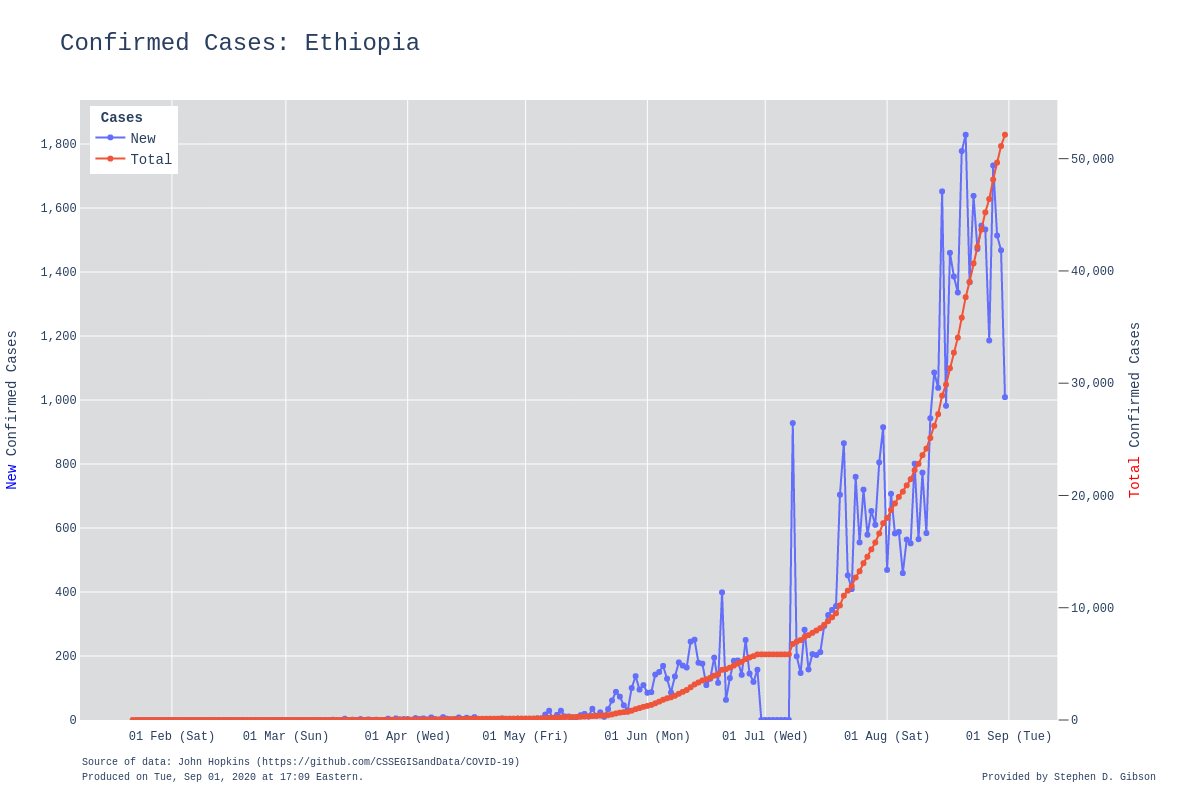 Confirmed Cases: Ethiopia
Cases
New
Total
1,800
1,600
1,400
1,200
1,000
800
600
400
200
0
50,000
40,000
30,000
20,000
10,000
0
New Confirmed Cases
Total Confirmed Cases
01 Feb (Sat)
01 Mar (Sun)
01 Apr (Wed)
01 May (Fri)
01 Jun (Mon)
01 Jul (Wed)
01 Aug (Sat)
01 Sep (Tue)
Source of data: John Hopkins (https://github.com/CSSEGISandData/COVID-19)
Produced on Tue, Sep 01, 2020 at 17:09 Eastern.
Provided by Stephen D. Gibson